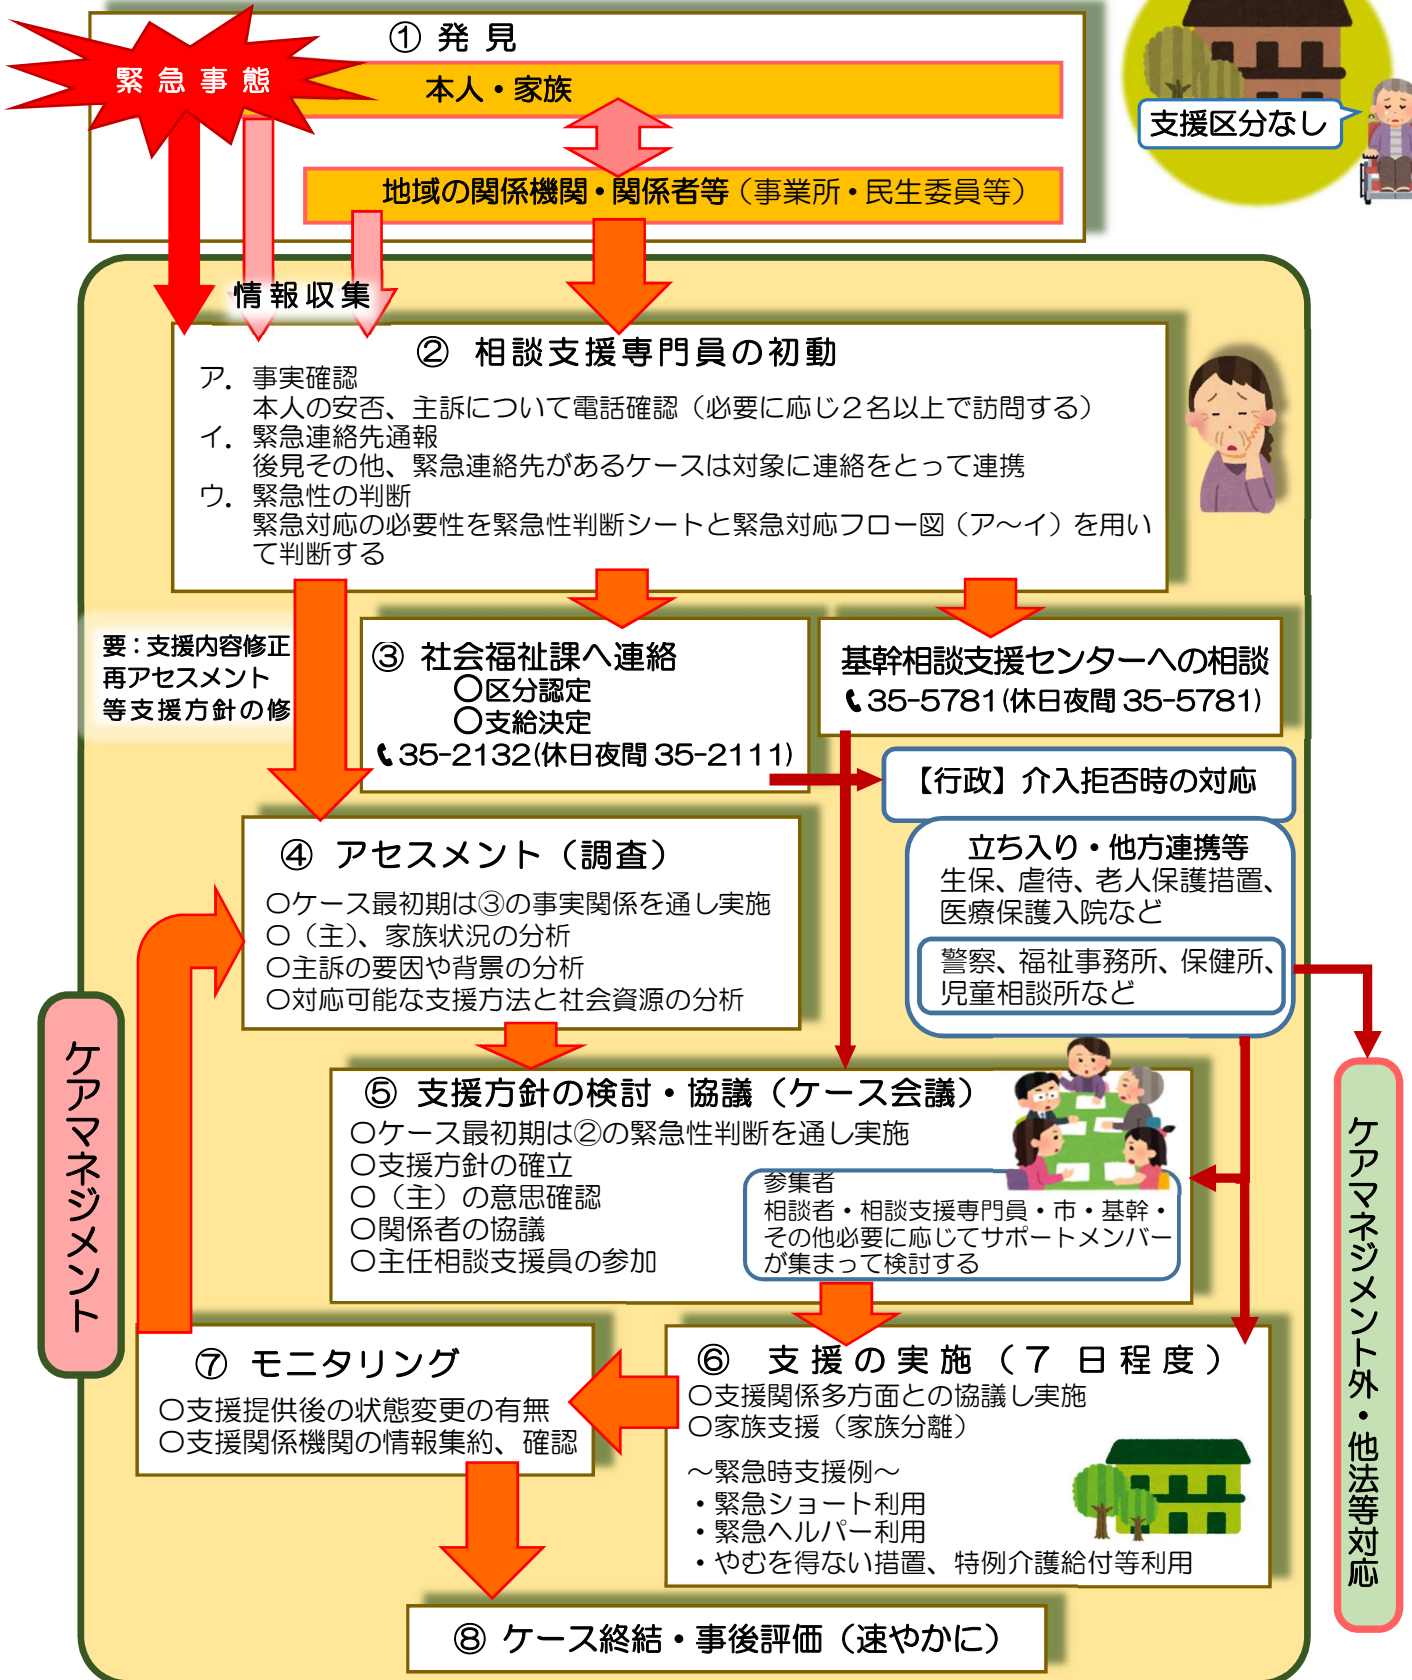 ① 発 見
緊 急 事 態
本人・家族
支援区分なし
地域の関係機関・関係者等（事業所・民生委員等）
情報収集
② 相談支援専門員の初動
ア．事実確認
本人の安否、主訴について電話確認（必要に応じ２名以上で訪問する）
イ．緊急連絡先通報
後見その他、緊急連絡先があるケースは対象に連絡をとって連携
ウ．緊急性の判断
緊急対応の必要性を緊急性判断シートと緊急対応フロー図（ア～イ）を用い
て判断する
要：支援内容修正
再アセスメント
等支援方針の修
③ 社会福祉課へ連絡
〇区分認定
〇支給決定
35-2132(休日夜間 35-2111)
基幹相談支援センターへの相談
35-5781(休日夜間 35-5781)
【行政】介入拒否時の対応
立ち入り・他方連携等
生保、虐待、老人保護措置、
医療保護入院など
警察、福祉事務所、保健所、
児童相談所など
④ アセスメント（調査）
〇ケース最初期は③の事実関係を通し実施
〇（主）、家族状況の分析
〇主訴の要因や背景の分析
〇対応可能な支援方法と社会資源の分析
ケアマネジメント
⑤ 支援方針の検討・協議（ケース会議）
〇ケース最初期は②の緊急性判断を通し実施
〇支援方針の確立
〇（主）の意思確認
〇関係者の協議
〇主任相談支援員の参加
参集者
相談者・相談支援専門員・市・基幹・
その他必要に応じてサポートメンバー
が集まって検討する
ケアマネジメント外・他法等対応
⑥ 支援の実施（７ 日程度）
〇支援関係多方面との協議し実施
〇家族支援（家族分離）
～緊急時支援例～
・緊急ショート利用
・緊急ヘルパー利用
・やむを得ない措置、特例介護給付等利用
⑦ モニタリング
〇支援提供後の状態変更の有無
〇支援関係機関の情報集約、確認
⑧ ケース終結・事後評価（速やかに）